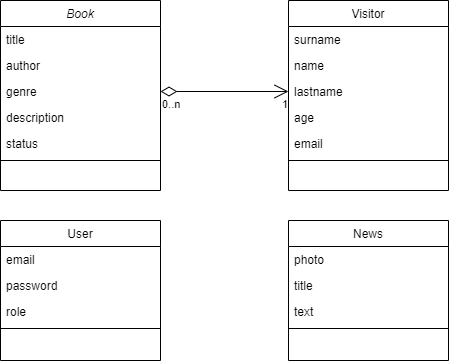 Book
title
author
genre
description
status
0..n
1
Visitor
surname
name
lastname
age
email
User
email
password
role
News
photo
title
text